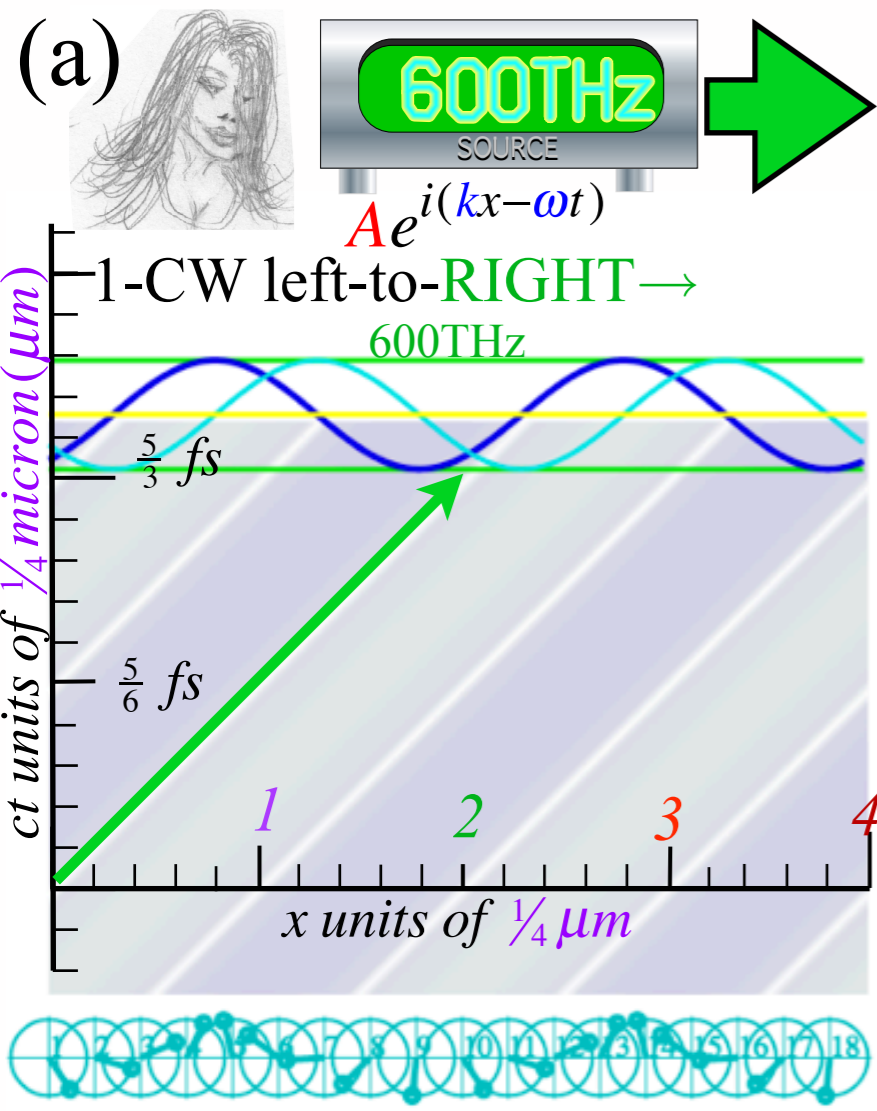 (a)
600THz
SOURCE
Ae^{i(kx−ωt)}
1-CW left-to-RIGHT→
600THz
ct units of ¼ micron (μm)
5/3 fs
5/6 fs
1 2 3 4
x units of ¼ μm
1 2 3 4 5 6 7 8 9 10 11 12 13 14 15 16 17 18